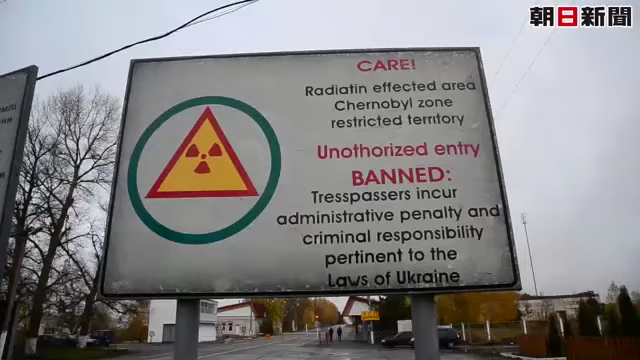 朝日新聞
CARE!
Radiatin effected area
Chernobyl zone
restricted territory
Unothorized entry
BANNED:
Tresspassers incur
administrative penalty and
criminal responsibility
pertinent to the
Laws of Ukraine